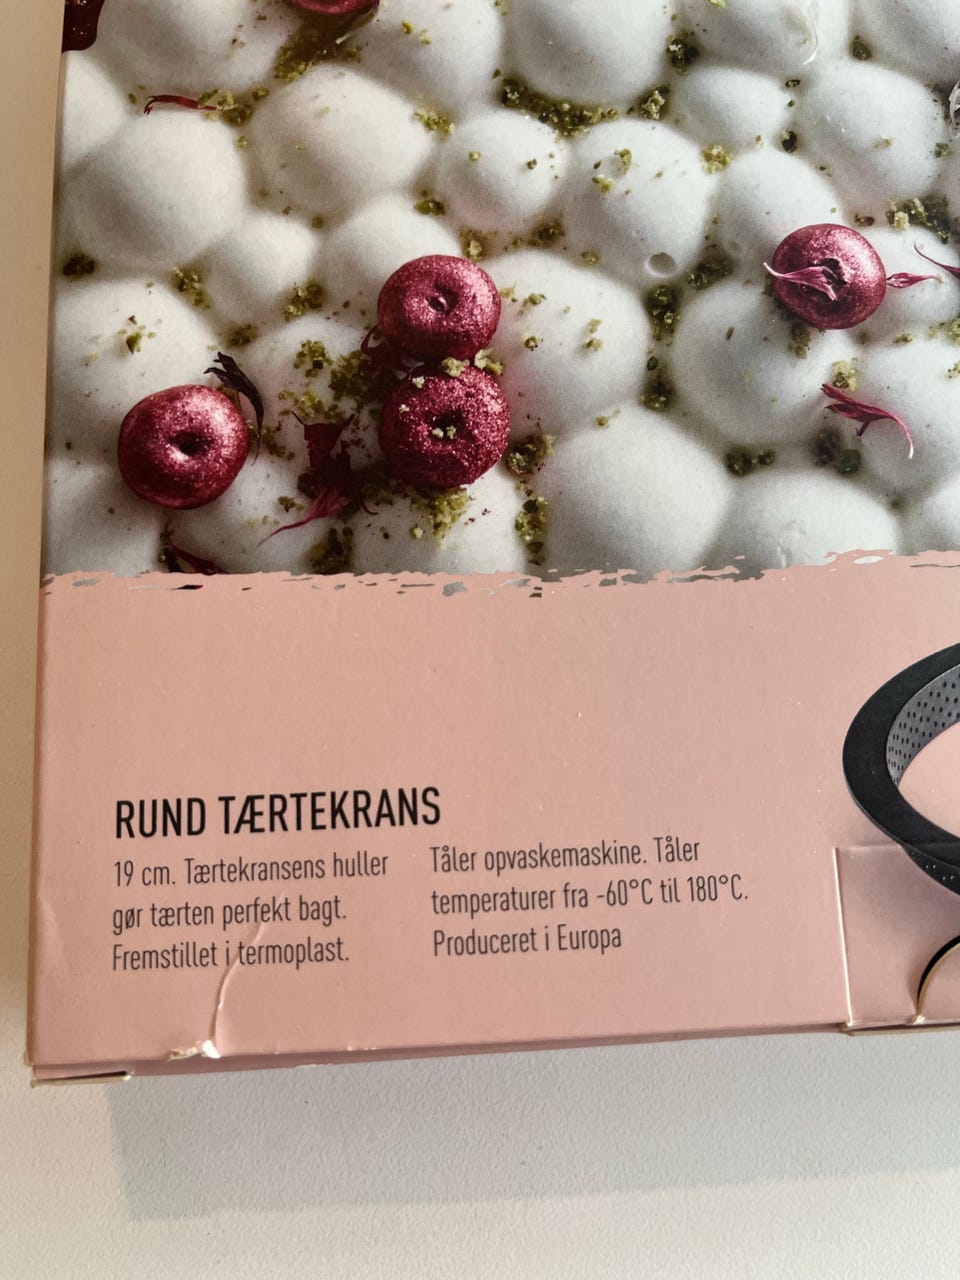 RUND TÆRTEKRANS
19 cm. Tærtekransens huller
gør tærten perfekt bagt.
Fremstillet i termoplast.
Tåler opvaskemaskine. Tåler
temperaturer fra -60°C til 180°C.
Produceret i Europa